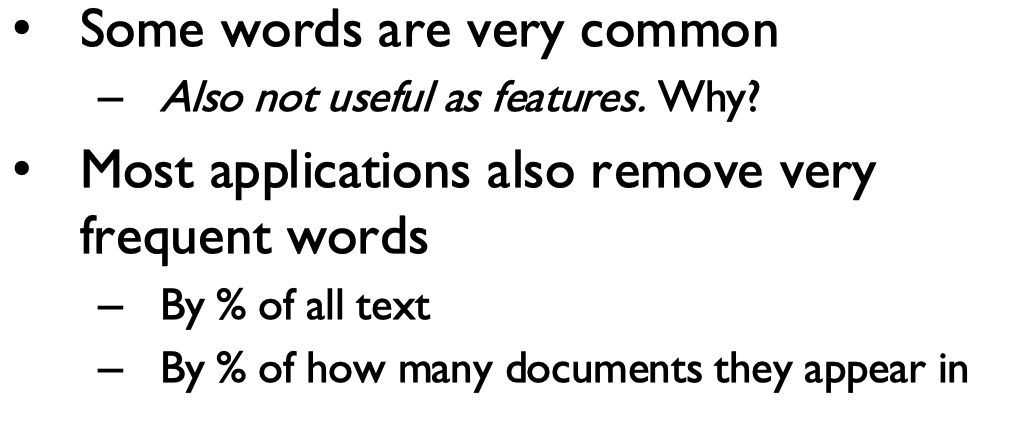 • Some words are very common
– Also not useful as features. Why?
• Most applications also remove very
frequent words
– By % of all text
– By % of how many documents they appear in